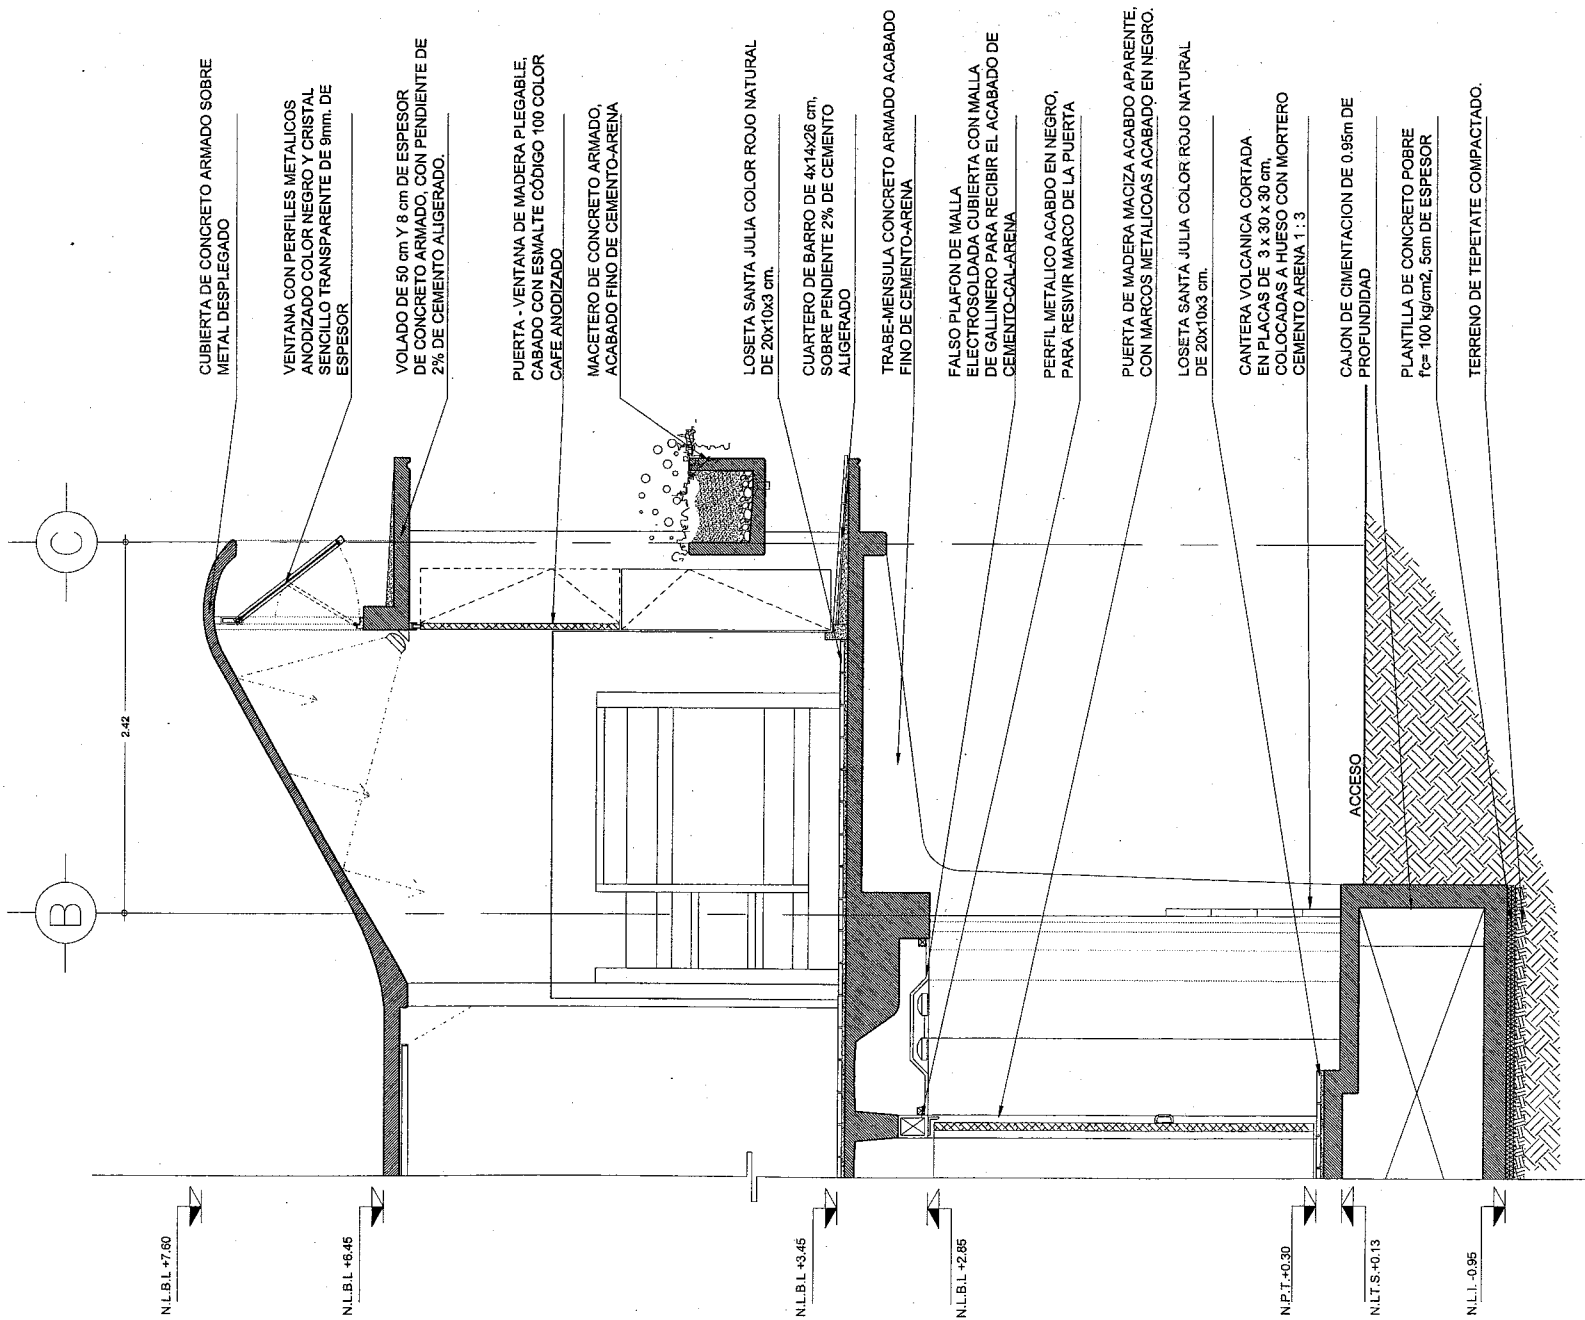 C
B
2.42
CUBIERTA DE CONCRETO ARMADO SOBRE
METAL DESPLEGADO
VENTANA CON PERFILES METALICOS
ANODIZADO COLOR NEGRO Y CRISTAL
SENCILLO TRANSPARENTE DE 9mm. DE
ESPESOR
VOLADO DE 50 cm Y 8 cm DE ESPESOR
DE CONCRETO ARMADO, CON PENDIENTE DE
2% DE CEMENTO ALIGERADO.
PUERTA - VENTANA DE MADERA PLEGABLE,
CABADO CON ESMALTE CÓDIGO 100 COLOR
CAFE ANODIZADO
MACETERO DE CONCRETO ARMADO,
ACABADO FINO DE CEMENTO-ARENA
LOSETA SANTA JULIA COLOR ROJO NATURAL
DE 20x10x3 cm.
CUARTERO DE BARRO DE 4x14x26 cm,
SOBRE PENDIENTE 2% DE CEMENTO
ALIGERADO
TRABE-MENSULA CONCRETO ARMADO ACABADO
FINO DE CEMENTO-ARENA
FALSO PLAFON DE MALLA
ELECTROSOLDADA CUBIERTA CON MALLA
DE GALLINERO PARA RECIBIR EL ACABADO DE
CEMENTO-CAL-ARENA
PERFIL METALICO ACABDO EN NEGRO,
PARA RESIVIR MARCO DE LA PUERTA
PUERTA DE MADERA MACIZA ACABDO APARENTE,
CON MARCOS METALICOAS ACABADO EN NEGRO.
LOSETA SANTA JULIA COLOR ROJO NATURAL
DE 20x10x3 cm.
CANTERA VOLCANICA CORTADA
EN PLACAS DE 3 x 30 x 30 cm,
COLOCADAS A HUESO CON MORTERO
CEMENTO ARENA 1 : 3
CAJON DE CIMENTACION DE 0.95m DE
PROFUNDIDAD
PLANTILLA DE CONCRETO POBRE
f'c= 100 kg/cm2, 5cm DE ESPESOR
TERRENO DE TEPETATE COMPACTADO.
ACCESO
N.L.B.L +7.60
N.L.B.L +6.45
N.L.B.L +3.45
N.L.B.L +2.85
N.P.T.+0.30
N.LT.S.+0.13
N.L.I. -0.95